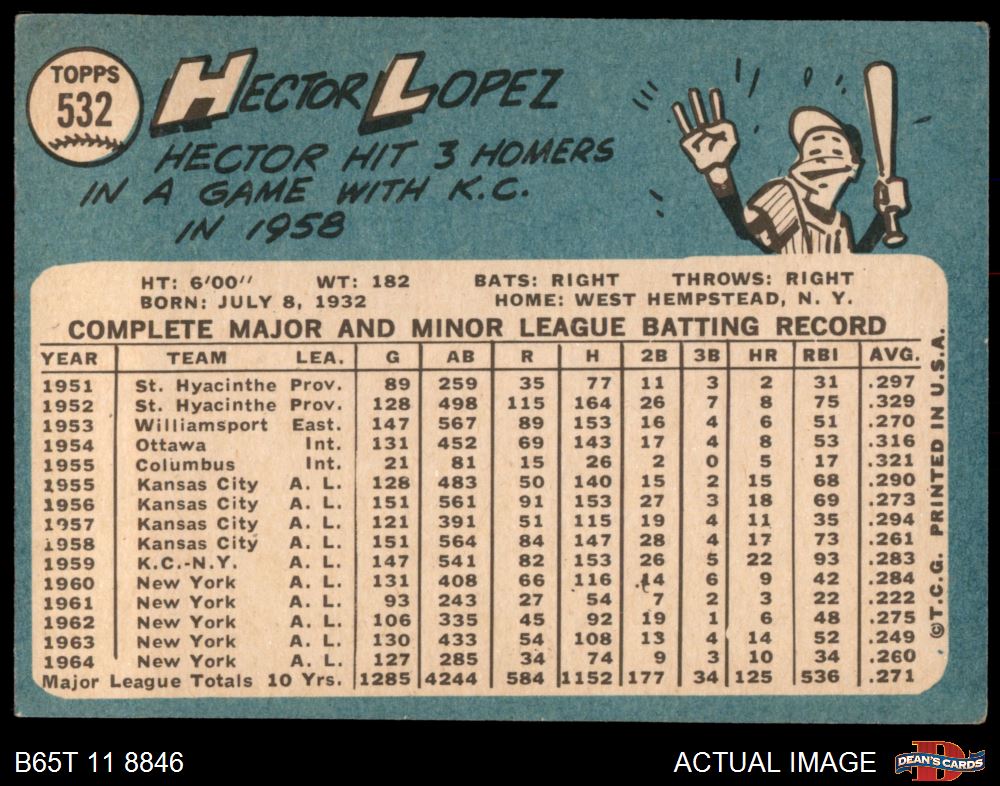 TOPPS
532
HECTOR LOPEZ
HECTOR HIT 3 HOMERS
IN A GAME WITH K.C.
IN 1958
HT: 6'00" WT: 182 BATS: RIGHT THROWS: RIGHT
BORN: JULY 8, 1932 HOME: WEST HEMPSTEAD, N. Y.
COMPLETE MAJOR AND MINOR LEAGUE BATTING RECORD
YEAR TEAM LEA. G AB R H 2B 3B HR RBI AVG.
1951 St. Hyacinthe Prov. 89 259 35 77 11 3 2 31 .297
1952 St. Hyacinthe Prov. 128 498 115 164 26 7 8 75 .329
1953 Williamsport East. 147 567 89 153 16 4 6 51 .270
1954 Ottawa Int. 131 452 69 143 17 4 8 53 .316
1955 Columbus Int. 21 81 15 26 2 0 5 17 .321
1955 Kansas City A. L. 128 483 50 140 15 2 15 68 .290
1956 Kansas City A. L. 151 561 91 153 27 3 18 69 .273
1957 Kansas City A. L. 121 391 51 115 19 4 11 35 .294
1958 Kansas City A. L. 151 564 84 147 28 4 17 73 .261
1959 K.C.-N.Y. A. L. 147 541 82 153 26 5 22 93 .283
1960 New York A. L. 131 408 66 116 14 6 9 42 .284
1961 New York A. L. 93 243 27 54 7 2 3 22 .222
1962 New York A. L. 106 335 45 92 19 1 6 48 .275
1963 New York A. L. 130 433 54 108 13 4 14 52 .249
1964 New York A. L. 127 285 34 74 9 3 10 34 .260
Major League Totals 10 Yrs. 1285 4244 584 1152 177 34 125 536 .271
©T.C.G. PRINTED IN U.S.A.
B65T 11 8846
ACTUAL IMAGE
D
DEAN'S CARDS